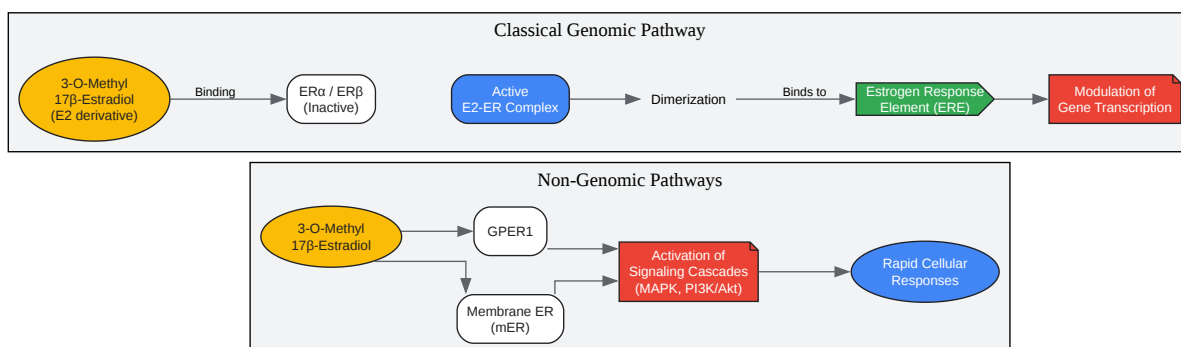 Classical Genomic Pathway
3-O-Methyl
17β-Estradiol
(E2 derivative)
Binding
ERα / ERβ
(Inactive)
Active
E2-ER Complex
Dimerization
Binds to
Estrogen Response
Element (ERE)
Modulation of
Gene Transcription
Non-Genomic Pathways
3-O-Methyl
17β-Estradiol
GPER1
Membrane ER
(mER)
Activation of
Signaling Cascades
(MAPK, PI3K/Akt)
Rapid Cellular
Responses